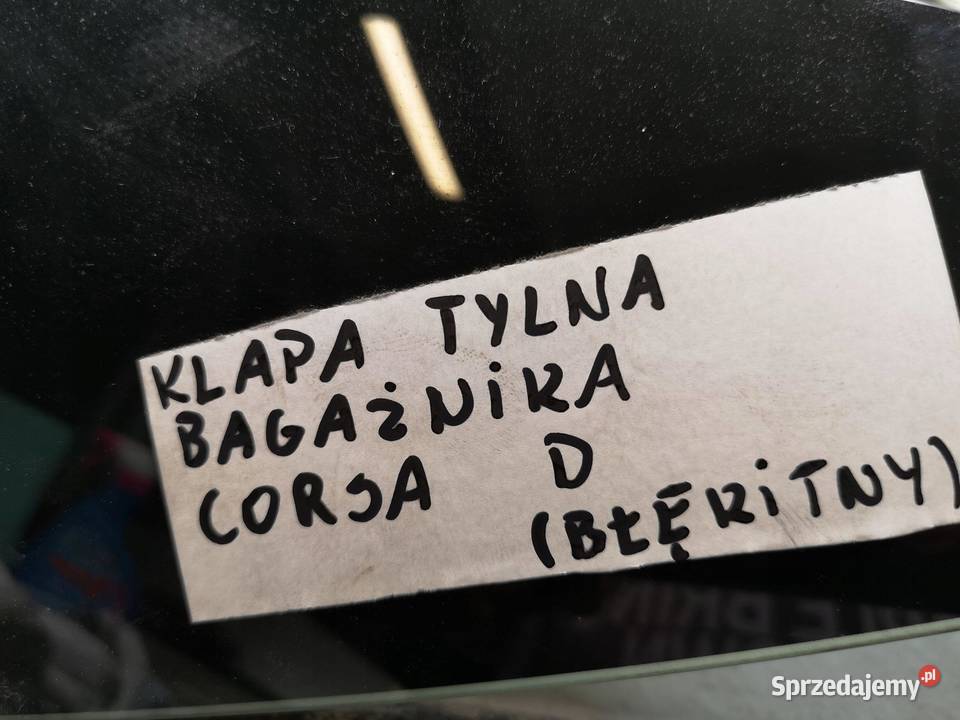 KLAPA TYLNA
BAGAŻNiKA
CORSA D
(BŁĘKiTNY)
Sprzedajemy.pl